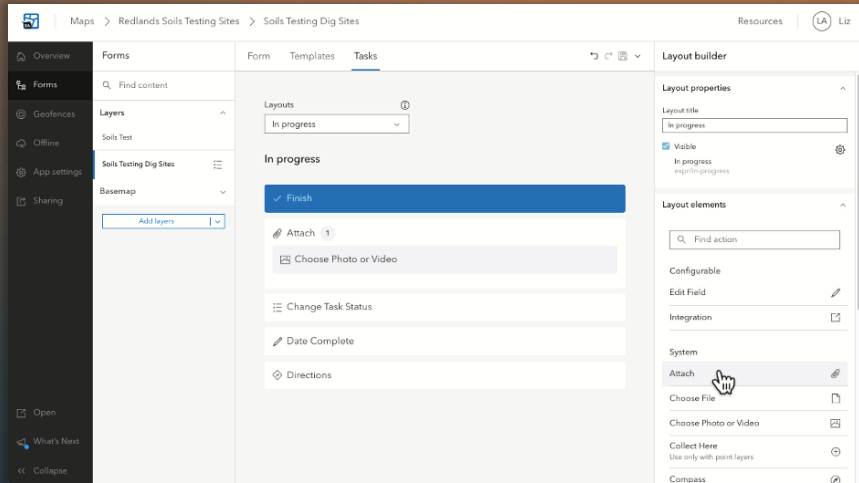 Maps > Redlands Soils Testing Sites > Soils Testing Dig Sites
Resources
LA
Liz
Overview
Forms
Geofences
Offline
App settings
Sharing
Open
What's Next
Collapse
Forms
Find content
Layers
Soils Test
Soils Testing Dig Sites
Basemap
Add layers
Form
Templates
Tasks
Layouts
In progress
In progress
Finish
Attach 1
Choose Photo or Video
Change Task Status
Date Complete
Directions
Layout builder
Layout properties
Layout title
In progress
Visible
In progress
expr/in-progress
Layout elements
Find action
Configurable
Edit Field
Integration
System
Attach
Choose File
Choose Photo or Video
Collect Here
Use only with point layers
Compass